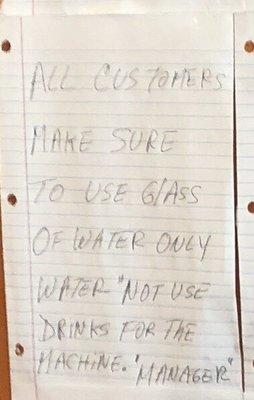 ALL CUSTOMERS
MAKE SURE
TO USE GlASS
OF WATER ONLY
WATER "NOT USE
DRINKS FOR THE
MACHINE. "MANAGER"